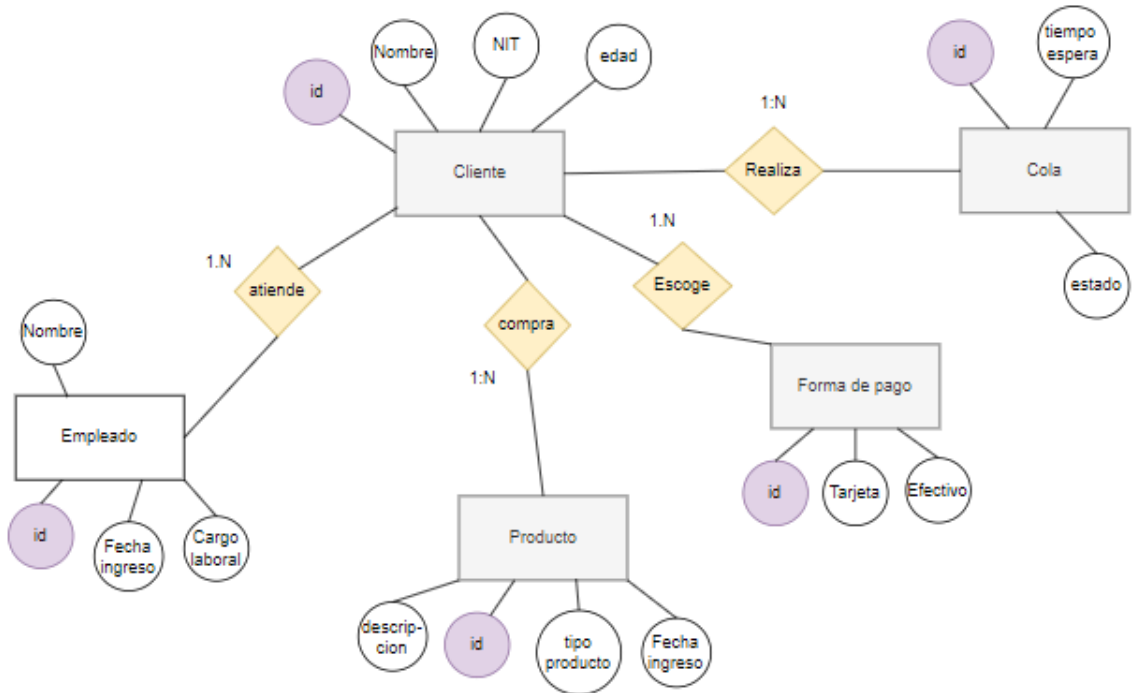 tiempo
espera
NIT
Nombre
edad
id
id
1:N
Cliente
Realiza
Cola
1.N
1.N
atiende
Escoge
estado
compra
Nombre
1:N
Forma de pago
Empleado
id
Tarjeta
Efectivo
id
Fecha
ingreso
Cargo
laboral
Producto
descrip-
cion
id
tipo
producto
Fecha
ingreso